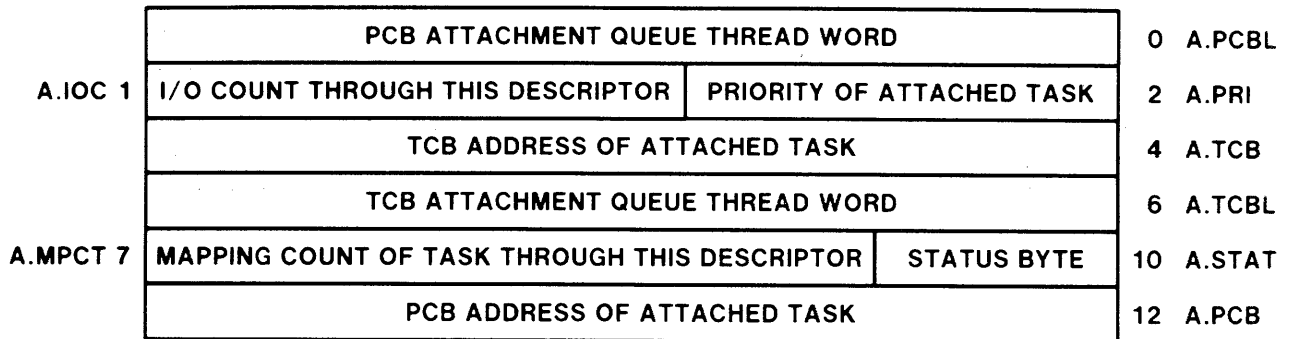 PCB ATTACHMENT QUEUE THREAD WORD 0 A.PCBL
A.IOC 1 I/O COUNT THROUGH THIS DESCRIPTOR PRIORITY OF ATTACHED TASK 2 A.PRI
TCB ADDRESS OF ATTACHED TASK 4 A.TCB
TCB ATTACHMENT QUEUE THREAD WORD 6 A.TCBL
A.MPCT 7 MAPPING COUNT OF TASK THROUGH THIS DESCRIPTOR STATUS BYTE 10 A.STAT
PCB ADDRESS OF ATTACHED TASK 12 A.PCB